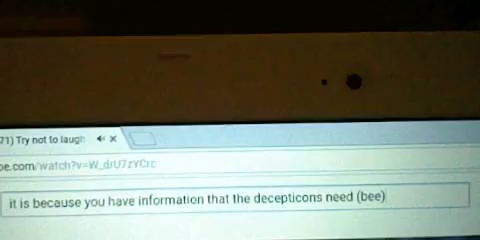 71) Try not to laugh
be.com/watch?v=W_drU7zYCrc
it is because you have information that the decepticons need (bee)